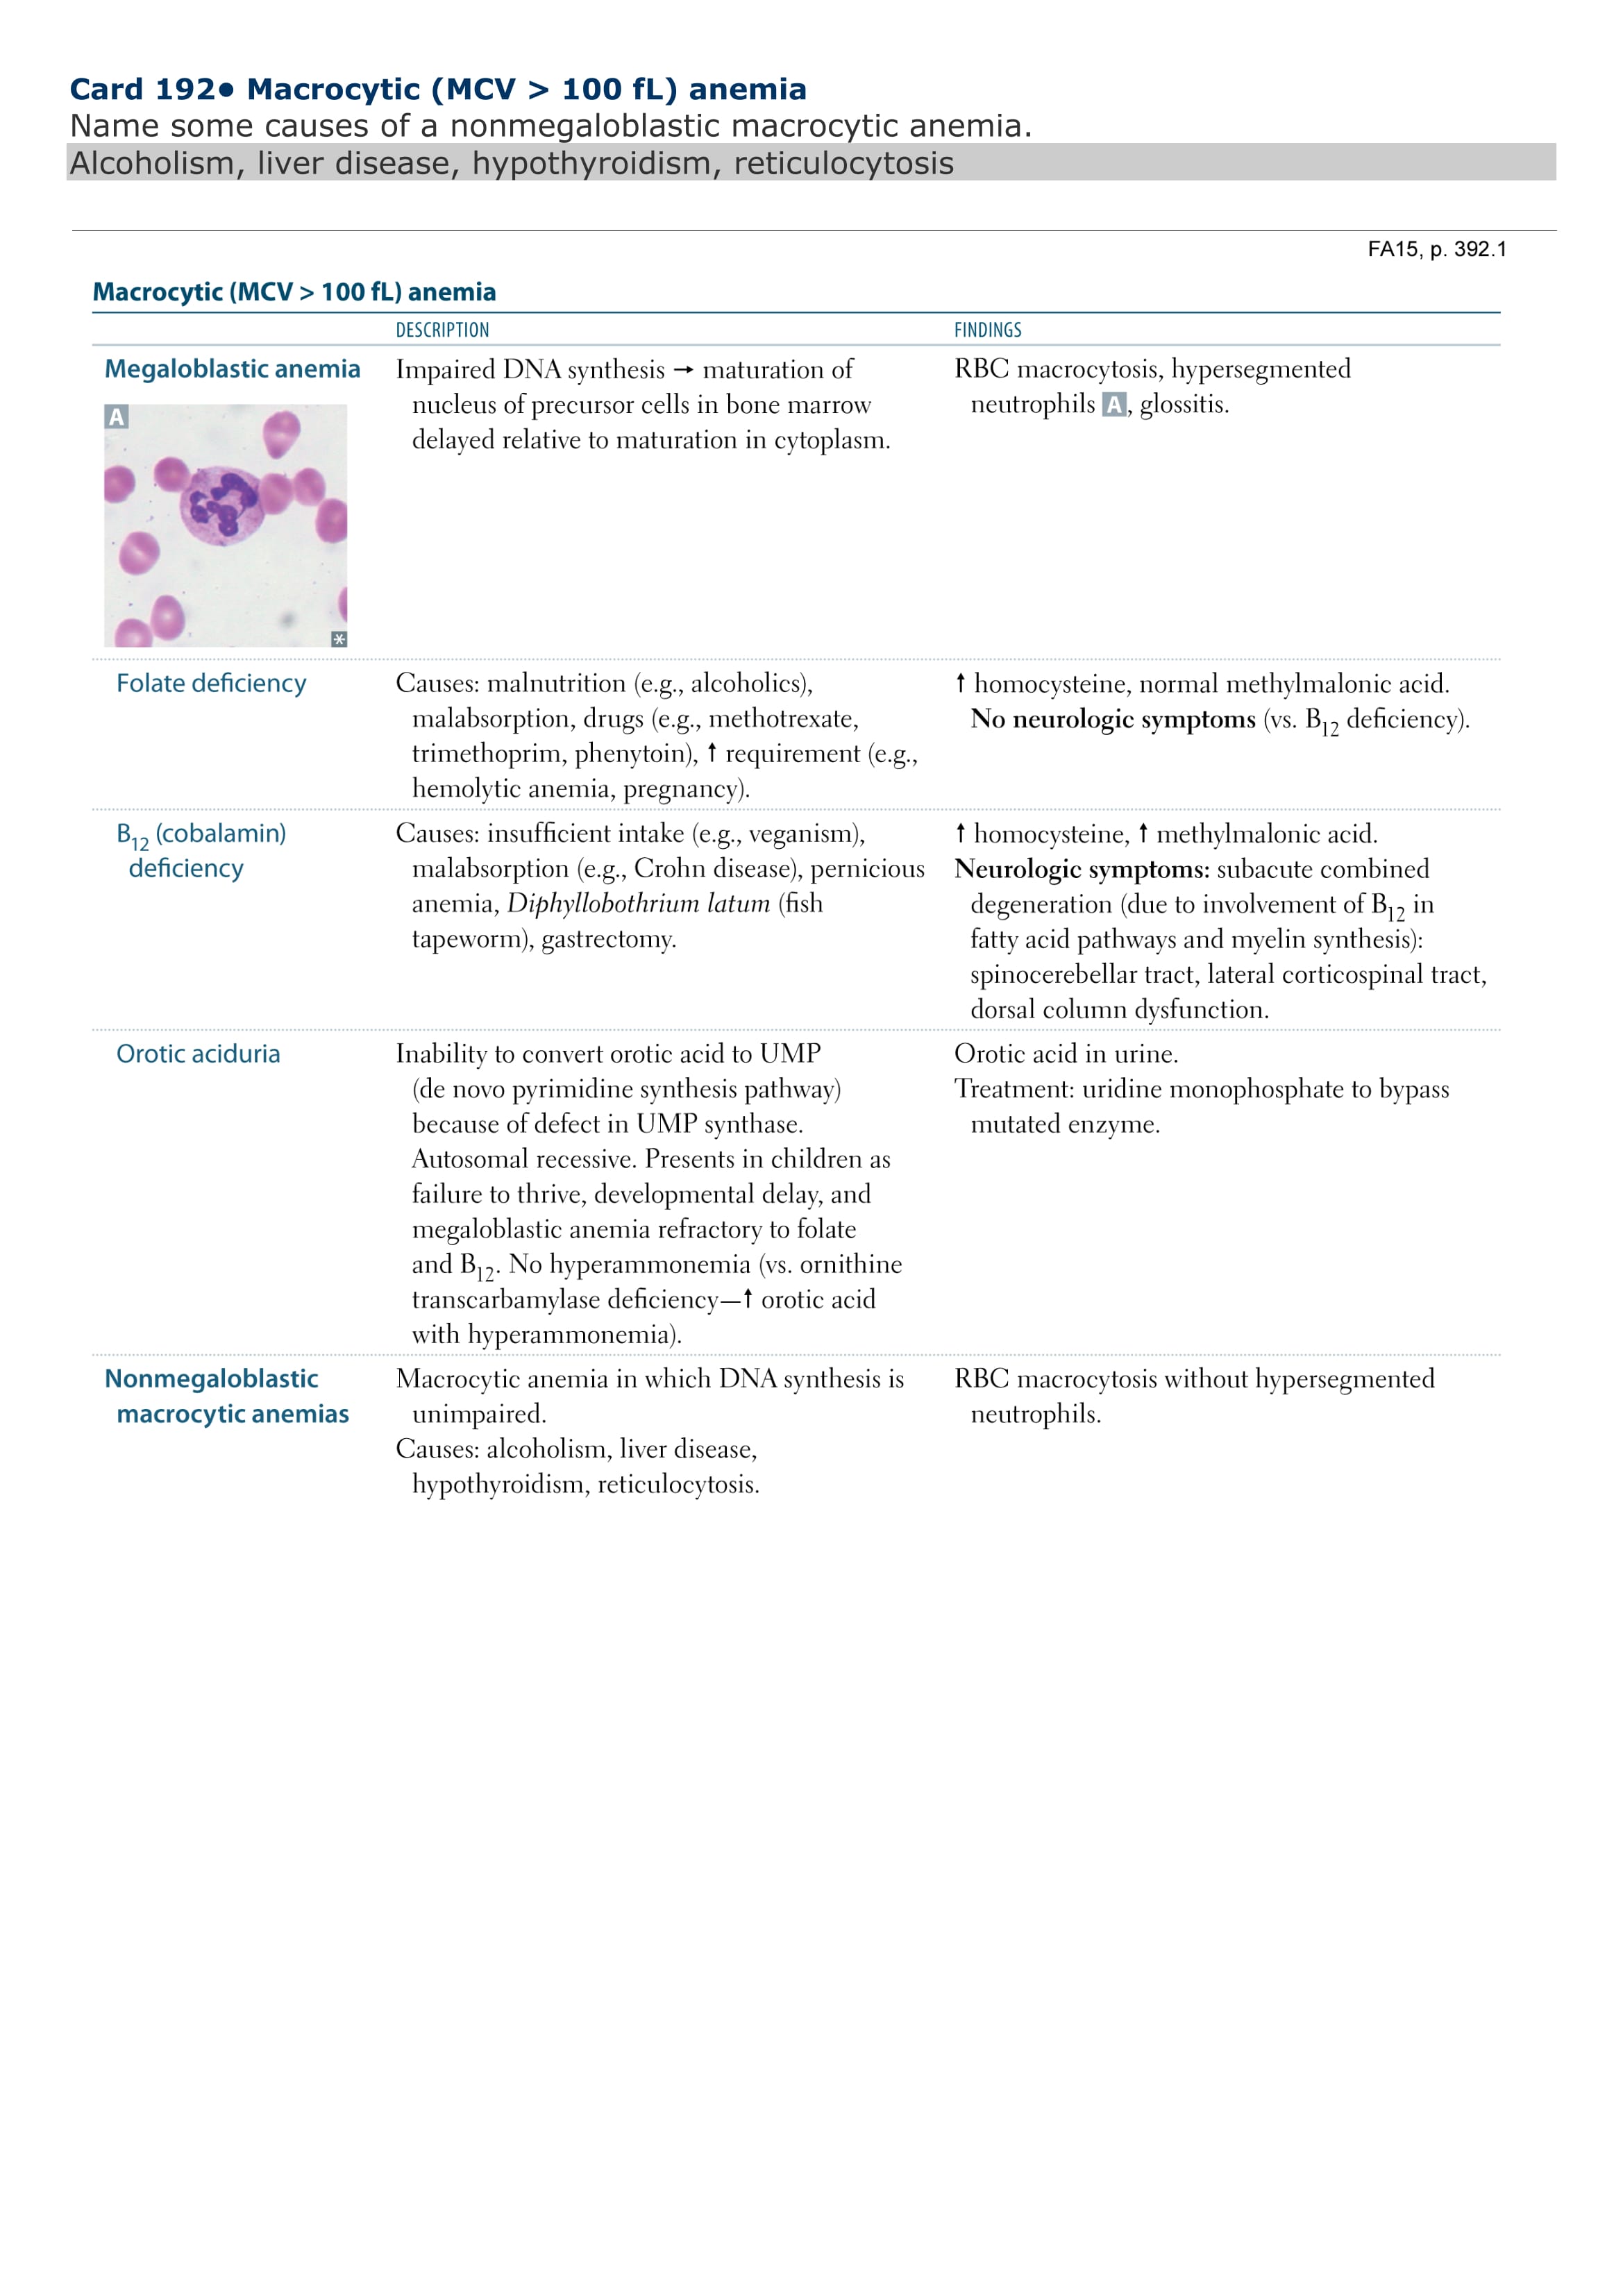 Card 192● Macrocytic (MCV > 100 fL) anemia
Name some causes of a nonmegaloblastic macrocytic anemia.
Alcoholism, liver disease, hypothyroidism, reticulocytosis
FA15, p. 392.1
Macrocytic (MCV > 100 fL) anemia
DESCRIPTION
FINDINGS
Megaloblastic anemia
A
Impaired DNA synthesis → maturation of
nucleus of precursor cells in bone marrow
delayed relative to maturation in cytoplasm.
RBC macrocytosis, hypersegmented
neutrophils A, glossitis.
Folate deficiency
Causes: malnutrition (e.g., alcoholics),
malabsorption, drugs (e.g., methotrexate,
trimethoprim, phenytoin), ↑ requirement (e.g.,
hemolytic anemia, pregnancy).
↑ homocysteine, normal methylmalonic acid.
No neurologic symptoms (vs. B12 deficiency).
B12 (cobalamin)
deficiency
Causes: insufficient intake (e.g., veganism),
malabsorption (e.g., Crohn disease), pernicious
anemia, Diphyllobothrium latum (fish
tapeworm), gastrectomy.
↑ homocysteine, ↑ methylmalonic acid.
Neurologic symptoms: subacute combined
degeneration (due to involvement of B12 in
fatty acid pathways and myelin synthesis):
spinocerebellar tract, lateral corticospinal tract,
dorsal column dysfunction.
Orotic aciduria
Inability to convert orotic acid to UMP
(de novo pyrimidine synthesis pathway)
because of defect in UMP synthase.
Autosomal recessive. Presents in children as
failure to thrive, developmental delay, and
megaloblastic anemia refractory to folate
and B12. No hyperammonemia (vs. ornithine
transcarbamylase deficiency—↑ orotic acid
with hyperammonemia).
Orotic acid in urine.
Treatment: uridine monophosphate to bypass
mutated enzyme.
Nonmegaloblastic
macrocytic anemias
Macrocytic anemia in which DNA synthesis is
unimpaired.
Causes: alcoholism, liver disease,
hypothyroidism, reticulocytosis.
RBC macrocytosis without hypersegmented
neutrophils.